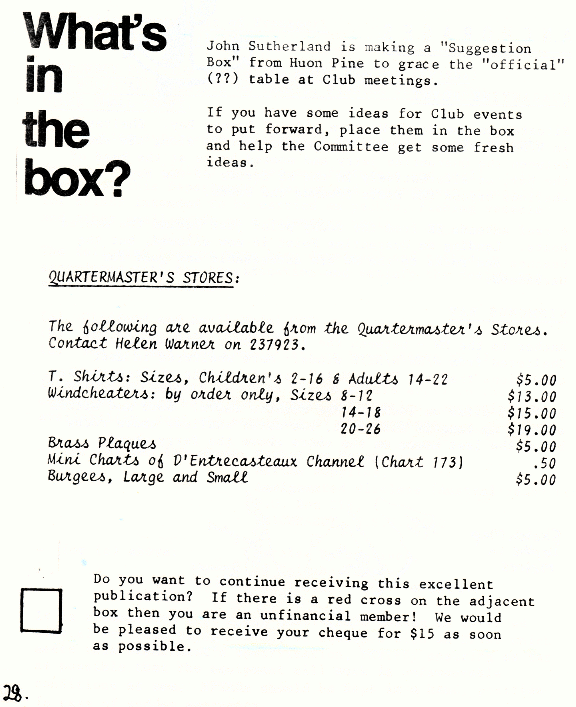 What's
in
the
box?
John Sutherland is making a "Suggestion
Box" from Huon Pine to grace the "official"
(??) table at Club meetings.
If you have some ideas for Club events
to put forward, place them in the box
and help the Committee get some fresh
ideas.
QUARTERMASTER'S STORES:
The following are available from the Quartermaster's Stores.
Contact Helen Warner on 237923.
T. Shirts: Sizes, Children's 2-16 & Adults 14-22 $5.00
Windcheaters: by order only, Sizes 8-12 $13.00
14-18 $15.00
20-26 $19.00
Brass Plaques $5.00
Mini Charts of D'Entrecasteaux Channel (Chart 173) .50
Burgees, Large and Small $5.00
Do you want to continue receiving this excellent
publication? If there is a red cross on the adjacent
box then you are an unfinancial member! We would
be pleased to receive your cheque for $15 as soon
as possible.
28.